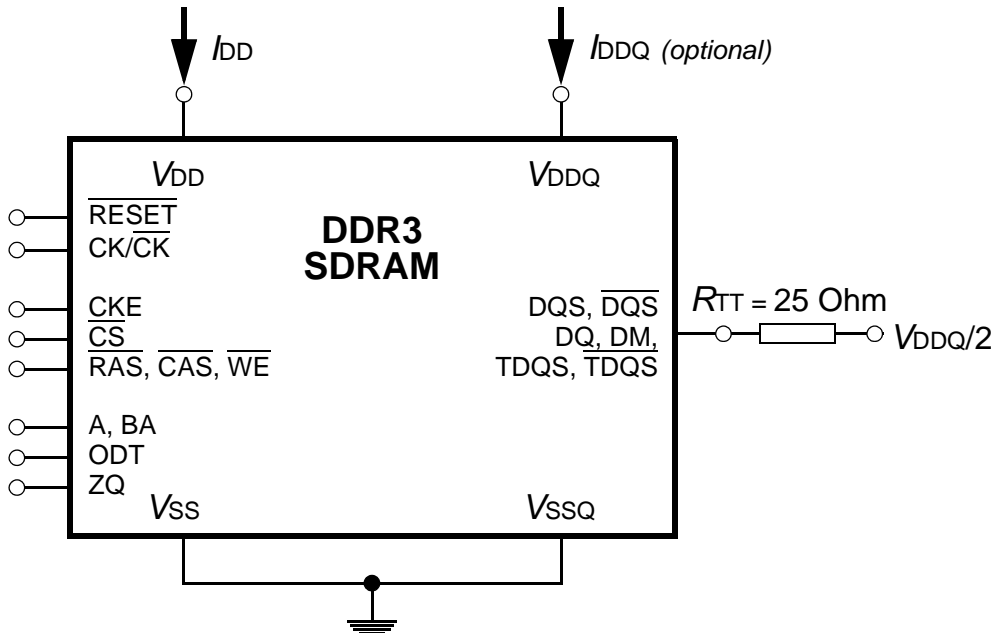 IDD
IDDQ (optional)
VDD
VDDQ
RESET
CK/CK
DDR3
SDRAM
CKE
CS
RAS, CAS, WE
DQS, DQS
DQ, DM,
TDQS, TDQS
RTT = 25 Ohm
VDDQ/2
A, BA
ODT
ZQ
VSS
VSSQ